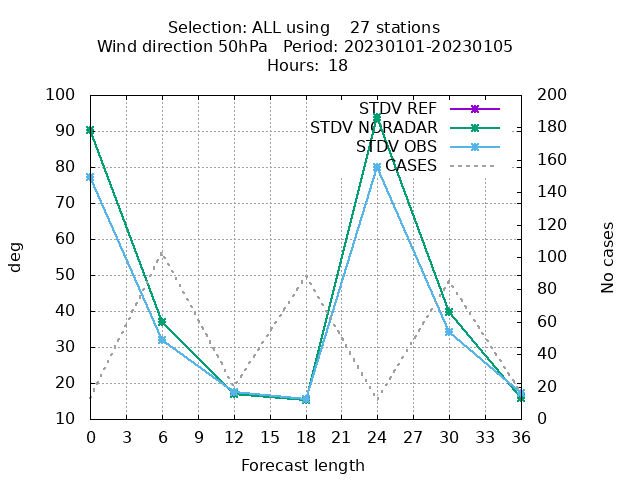 Selection: ALL using    27 stations
Wind direction 50hPa   Period: 20230101-20230105
Hours: 18
100 200
STDV REF
90 180
STDV NORADAR
STDV OBS
80 160
CASES
70 140
60 120
50 100
40 80
30 60
20 40
10 20
0
deg
No cases
0 3 6 9 12 15 18 21 24 27 30 33 36
Forecast length